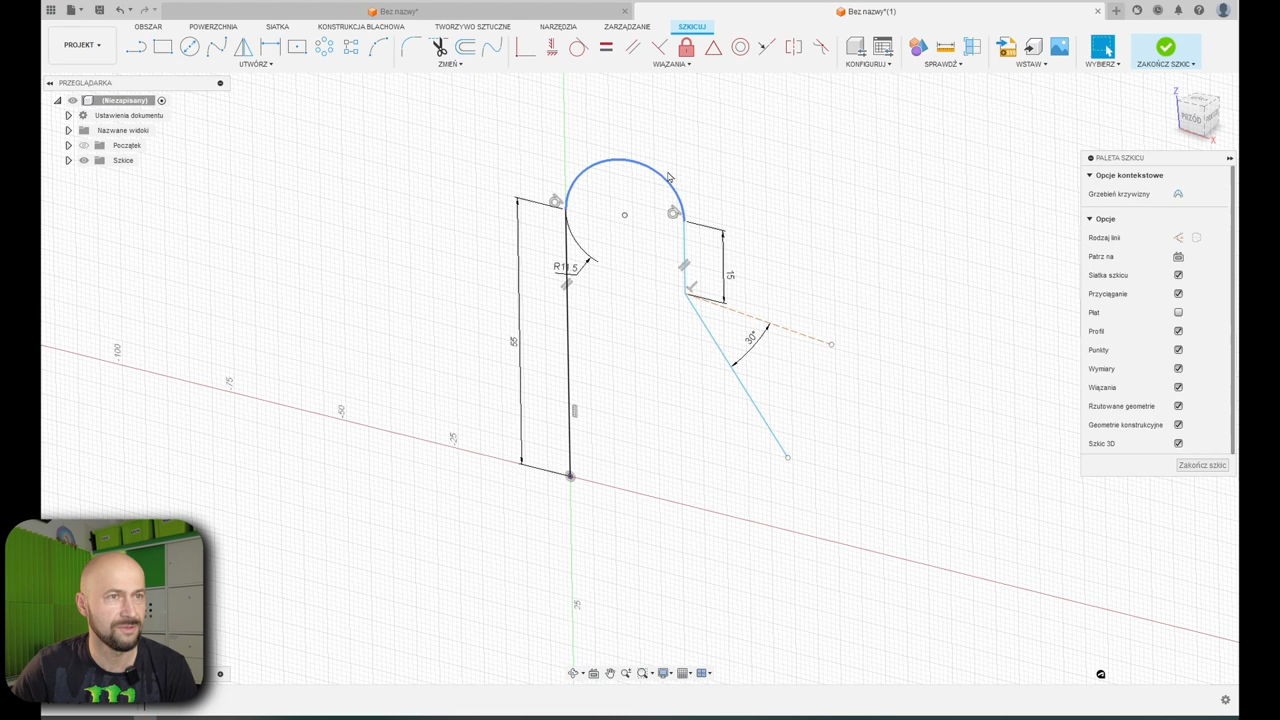 Bez nazwy*
Bez nazwy*(1)
OBSZAR
POWIERZCHNIA
SIATKA
KONSTRUKCJA BLACHOWA
TWORZYWO SZTUCZNE
NARZĘDZIA
ZARZĄDZANIE
SZKICUJ
PROJEKT
UTWÓRZ
ZMIEŃ
WIĄZANIA
KONFIGURUJ
SPRAWDŹ
WSTAW
WYBIERZ
ZAKOŃCZ SZKIC
PRZEGLĄDARKA
(Niezapisany)
Ustawienia dokumentu
Nazwane widoki
Początek
Szkice
PRZÓD
Z
X
PALETA SZKICU
Opcje kontekstowe
Grzebień krzywizny
Opcje
Rodzaj linii
Patrz na
Siatka szkicu
Przyciąganie
Płat
Profil
Punkty
Wymiary
Wiązania
Rzutowane geometrie
Geometrie konstrukcyjne
Szkic 3D
Zakończ szkic
R11.5
15
30°
55
-100
-75
-50
-25
25